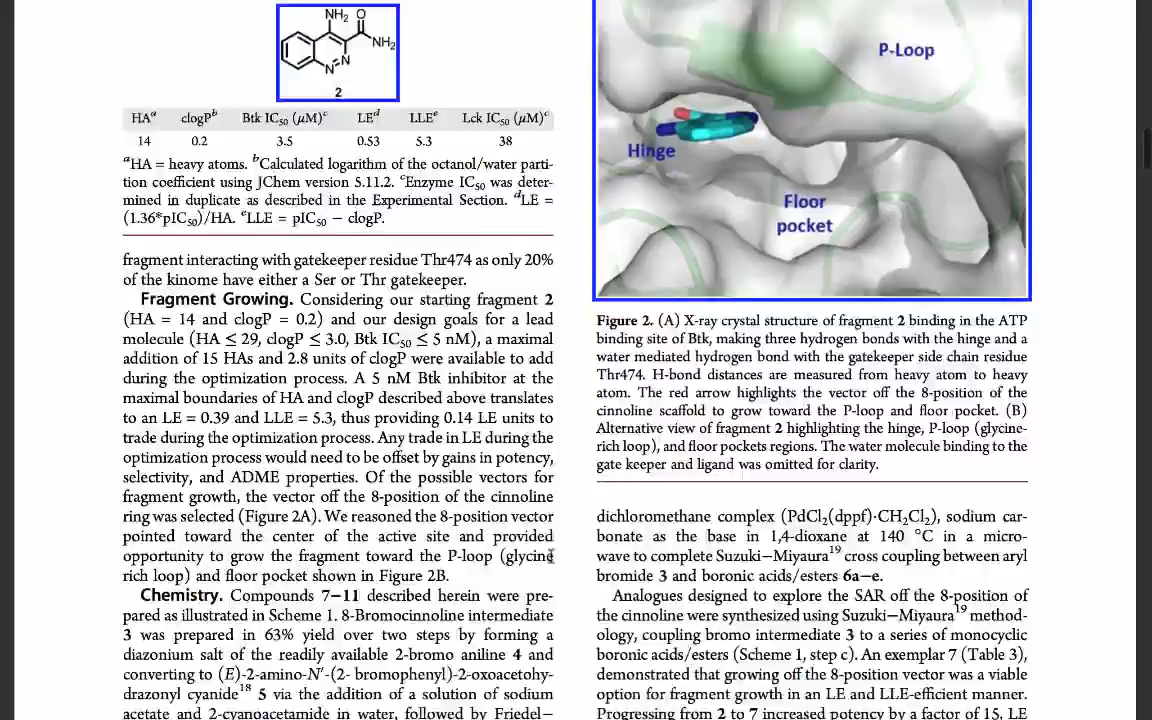 NH₂ O
NH₂
N
N
2
HAᵃ clogPᵇ Btk IC₅₀ (μM)ᶜ LEᵈ LLEᵉ Lck IC₅₀ (μM)ᶜ
14 0.2 3.5 0.53 5.3 38
ᵃHA = heavy atoms. ᵇCalculated logarithm of the octanol/water parti-
tion coefficient using JChem version 5.11.2. ᶜEnzyme IC₅₀ was deter-
mined in duplicate as described in the Experimental Section. ᵈLE =
(1.36*pIC₅₀)/HA. ᵉLLE = pIC₅₀ − clogP.
fragment interacting with gatekeeper residue Thr474 as only 20%
of the kinome have either a Ser or Thr gatekeeper.
Fragment Growing. Considering our starting fragment 2
(HA = 14 and clogP = 0.2) and our design goals for a lead
molecule (HA ≤ 29, clogP ≤ 3.0, Btk IC₅₀ ≤ 5 nM), a maximal
addition of 15 HAs and 2.8 units of clogP were available to add
during the optimization process. A 5 nM Btk inhibitor at the
maximal boundaries of HA and clogP described above translates
to an LE = 0.39 and LLE = 5.3, thus providing 0.14 LE units to
trade during the optimization process. Any trade in LE during the
optimization process would need to be offset by gains in potency,
selectivity, and ADME properties. Of the possible vectors for
fragment growth, the vector off the 8-position of the cinnoline
ring was selected (Figure 2A). We reasoned the 8-position vector
pointed toward the center of the active site and provided
opportunity to grow the fragment toward the P-loop (glycine
rich loop) and floor pocket shown in Figure 2B.
Chemistry. Compounds 7−11 described herein were pre-
pared as illustrated in Scheme 1. 8-Bromocinnoline intermediate
3 was prepared in 63% yield over two steps by forming a
diazonium salt of the readily available 2-bromo aniline 4 and
converting to (E)-2-amino-N′-(2- bromophenyl)-2-oxoacetohy-
drazonyl cyanide¹⁸ 5 via the addition of a solution of sodium
acetate and 2-cyanoacetamide in water, followed by Friedel−
P-Loop
Hinge
Floor
pocket
Figure 2. (A) X-ray crystal structure of fragment 2 binding in the ATP
binding site of Btk, making three hydrogen bonds with the hinge and a
water mediated hydrogen bond with the gatekeeper side chain residue
Thr474. H-bond distances are measured from heavy atom to heavy
atom. The red arrow highlights the vector off the 8-position of the
cinnoline scaffold to grow toward the P-loop and floor pocket. (B)
Alternative view of fragment 2 highlighting the hinge, P-loop (glycine-
rich loop), and floor pockets regions. The water molecule binding to the
gate keeper and ligand was omitted for clarity.
dichloromethane complex (PdCl₂(dppf)·CH₂Cl₂), sodium car-
bonate as the base in 1,4-dioxane at 140 °C in a micro-
wave to complete Suzuki−Miyaura¹⁹ cross coupling between aryl
bromide 3 and boronic acids/esters 6a−e.
Analogues designed to explore the SAR off the 8-position of
the cinnoline were synthesized using Suzuki−Miyaura¹⁹ method-
ology, coupling bromo intermediate 3 to a series of monocyclic
boronic acids/esters (Scheme 1, step c). An exemplar 7 (Table 3),
demonstrated that growing off the 8-position vector was a viable
option for fragment growth in an LE and LLE-efficient manner.
Progressing from 2 to 7 increased potency by a factor of 15, LE